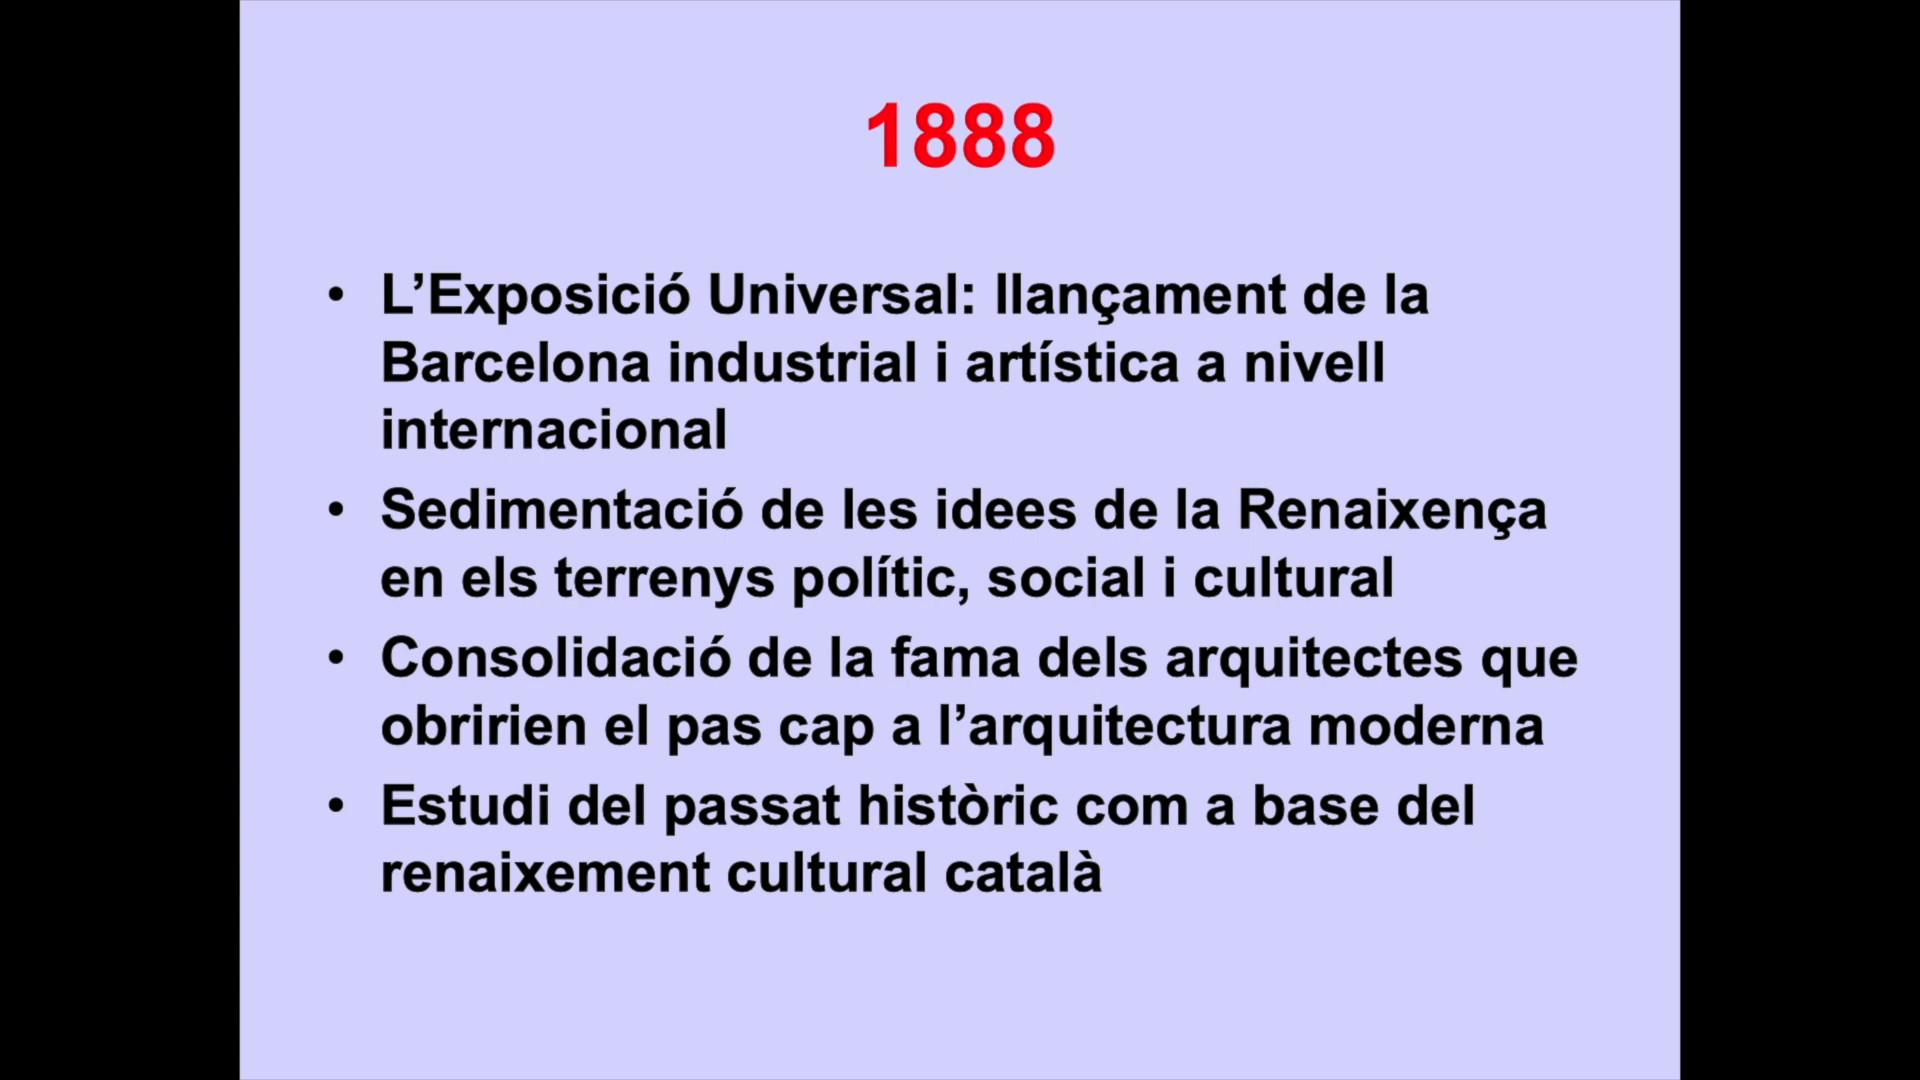 1888
• L’Exposició Universal: llançament de la
Barcelona industrial i artística a nivell
internacional
• Sedimentació de les idees de la Renaixença
en els terrenys polític, social i cultural
• Consolidació de la fama dels arquitectes que
obririen el pas cap a l’arquitectura moderna
• Estudi del passat històric com a base del
renaixement cultural català